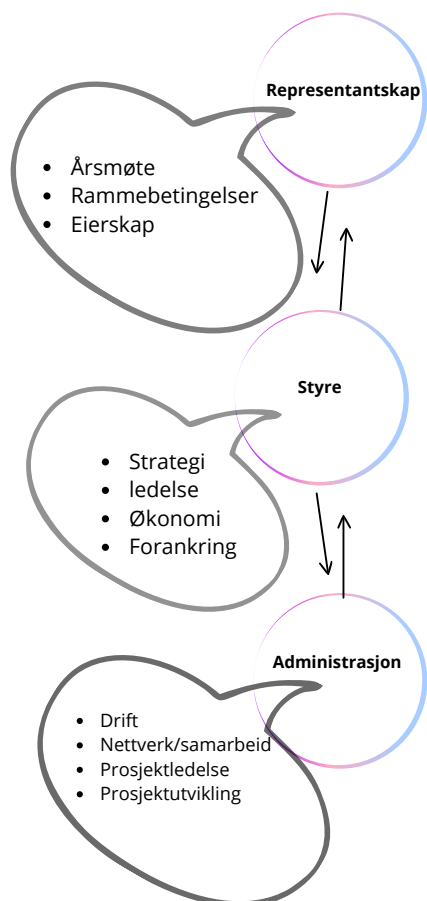 Representantskap
• Årsmøte
• Rammebetingelser
• Eierskap
Styre
• Strategi
• ledelse
• Økonomi
• Forankring
Administrasjon
• Drift
• Nettverk/samarbeid
• Prosjektledelse
• Prosjektutvikling